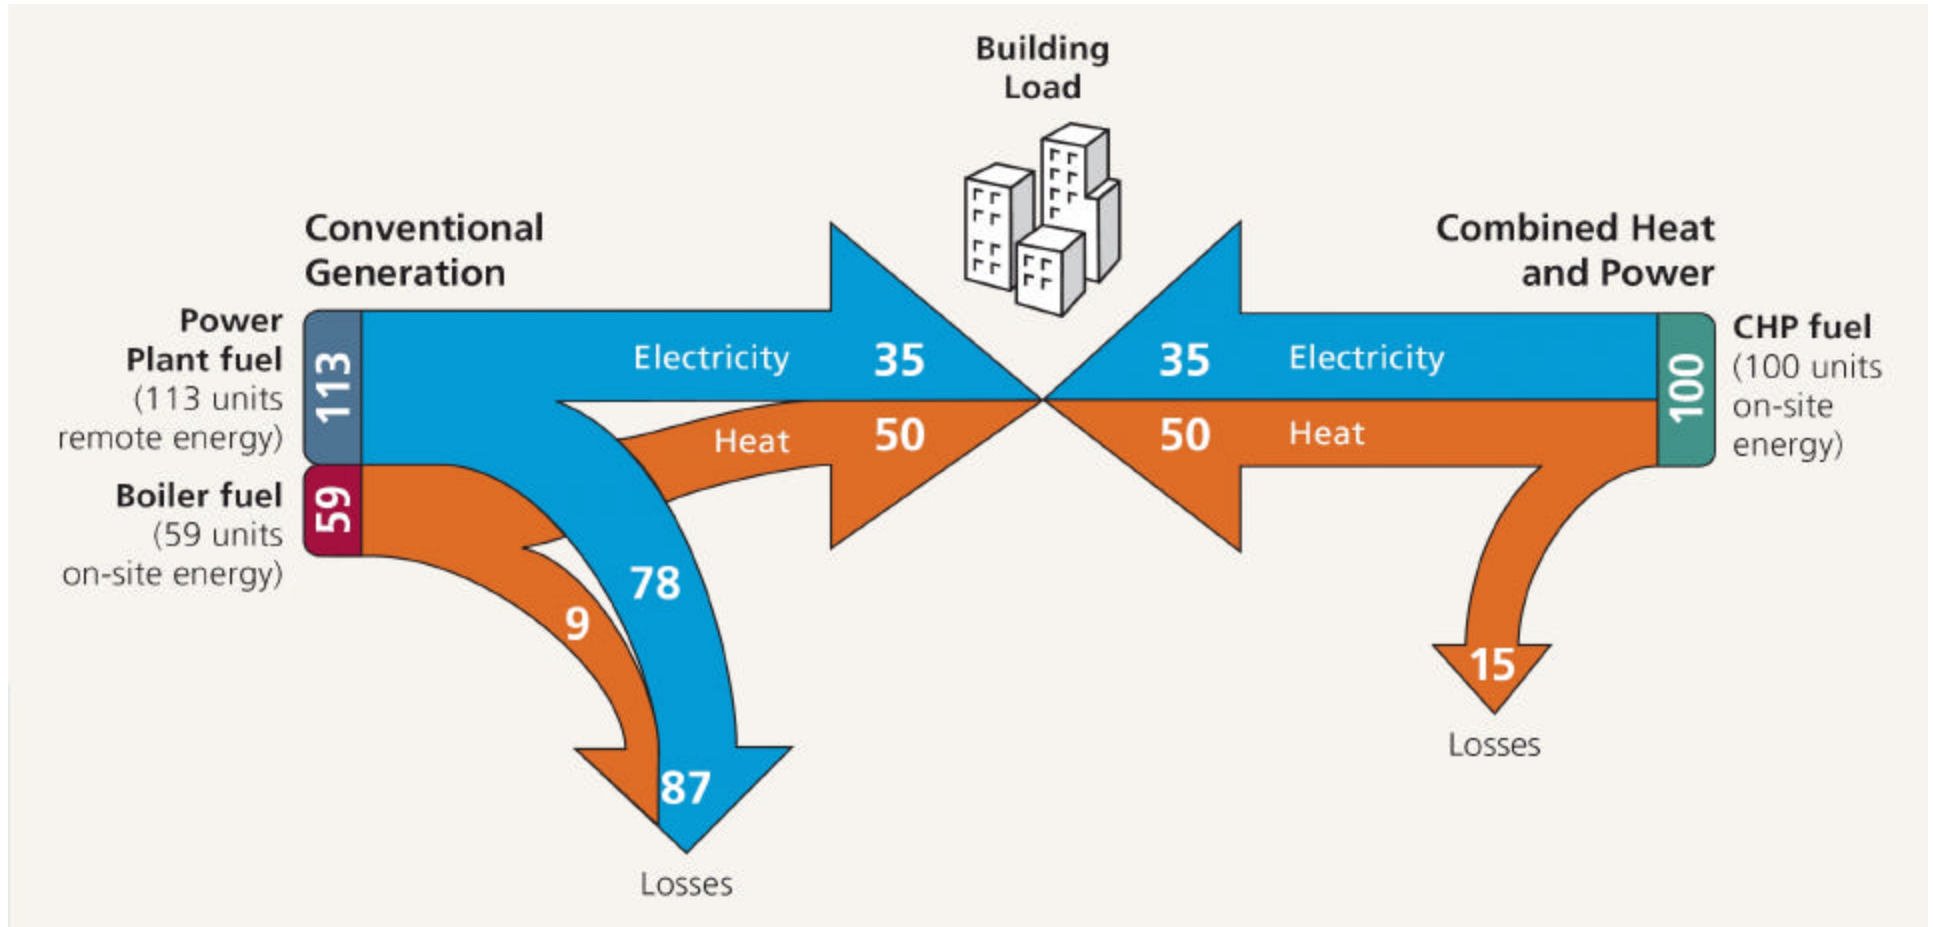 Building
Load
Conventional
Generation
Combined Heat
and Power
Power
Plant fuel
(113 units
remote energy)
113
Electricity
35
35
Electricity
100
CHP fuel
(100 units
on-site
energy)
Heat
50
50
Heat
Boiler fuel
(59 units
on-site energy)
59
78
9
87
Losses
15
Losses